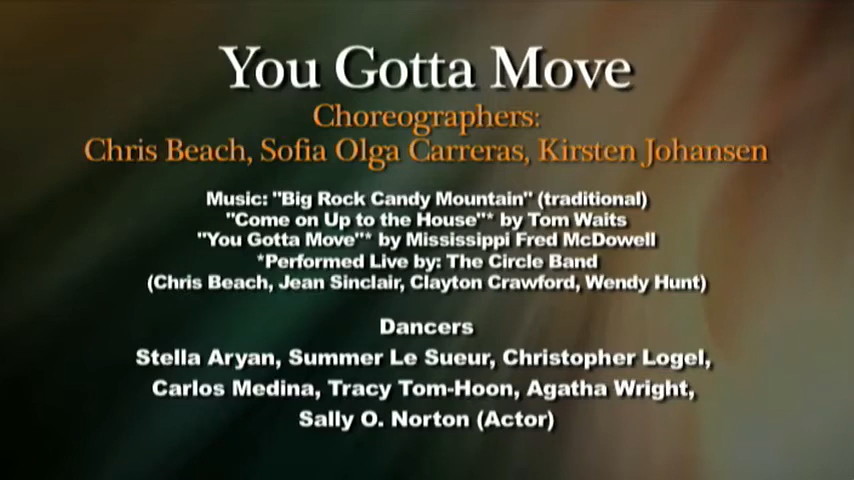 You Gotta Move
Choreographers:
Chris Beach, Sofia Olga Carreras, Kirsten Johansen
Music: "Big Rock Candy Mountain" (traditional)
"Come on Up to the House"* by Tom Waits
"You Gotta Move"* by Mississippi Fred McDowell
*Performed Live by: The Circle Band
(Chris Beach, Jean Sinclair, Clayton Crawford, Wendy Hunt)
Dancers
Stella Aryan, Summer Le Sueur, Christopher Logel,
Carlos Medina, Tracy Tom-Hoon, Agatha Wright,
Sally O. Norton (Actor)